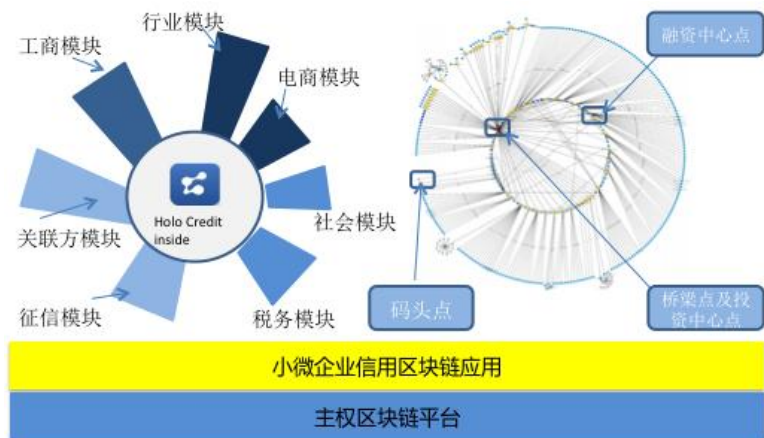 行业模块
工商模块
电商模块
Holo Credit
inside
社会模块
关联方模块
征信模块
税务模块
融资中心点
码头点
桥梁点及投
资中心点
小微企业信用区块链应用
主权区块链平台